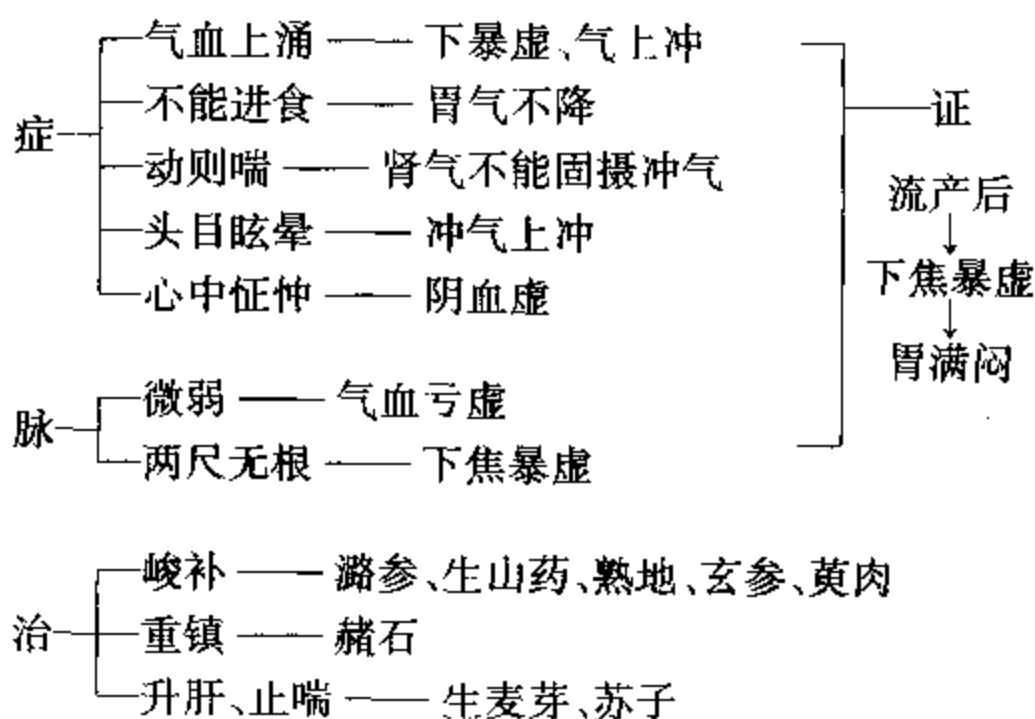 气血上涌——下暴虚、气上冲
不能进食——胃气不降
症
动则喘——肾气不能固摄冲气
头目眩晕——冲气上冲
心中怔忡——阴血虚
证
流产后
下焦暴虚
胃满闷
微弱——气血亏虚
脉
两尺无根——下焦暴虚
峻补——潞参、生山药、熟地、玄参、萸肉
治
重镇——赭石
升肝、止喘——生麦芽、苏子